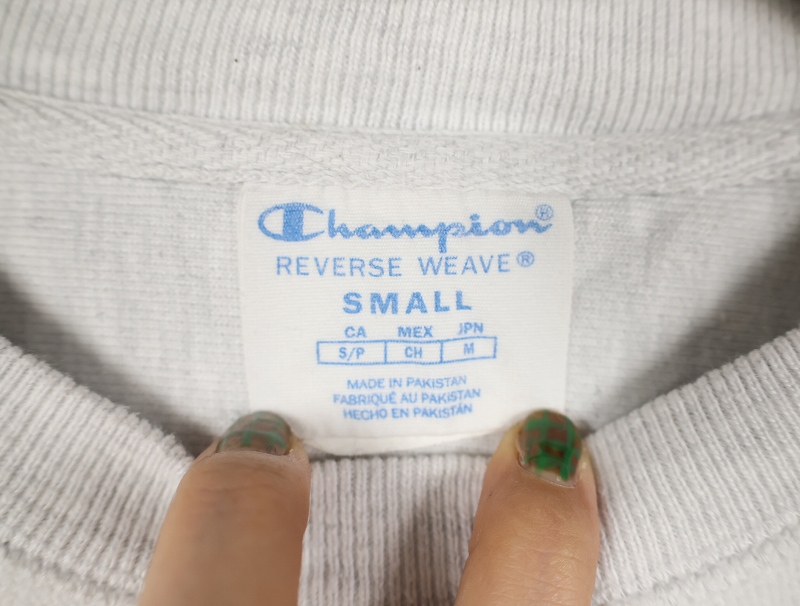 Champion®
REVERSE WEAVE®
SMALL
CA MEX JPN
S/P CH M
MADE IN PAKISTAN
FABRIQUÉ AU PAKISTAN
HECHO EN PAKISTÁN